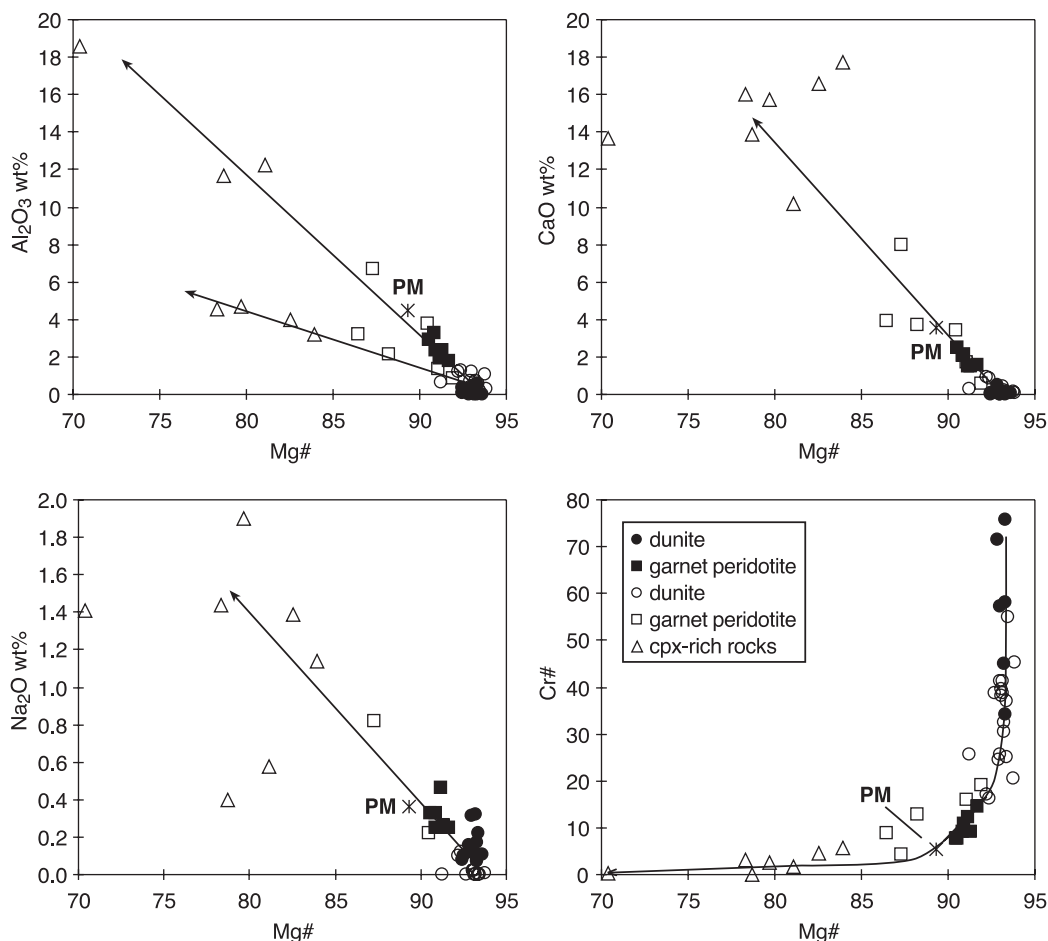 20
18
16
14
12
10
8
6
4
2
0
Al₂O₃ wt%
PM
70 75 80 85 90 95
Mg#
20
18
16
14
12
10
8
6
4
2
0
CaO wt%
PM
70 75 80 85 90 95
Mg#
2.0
1.8
1.6
1.4
1.2
1.0
0.8
0.6
0.4
0.2
0.0
Na₂O wt%
PM
70 75 80 85 90 95
Mg#
80
70
60
50
40
30
20
10
0
Cr#
dunite
garnet peridotite
dunite
garnet peridotite
cpx-rich rocks
PM
70 75 80 85 90 95
Mg#